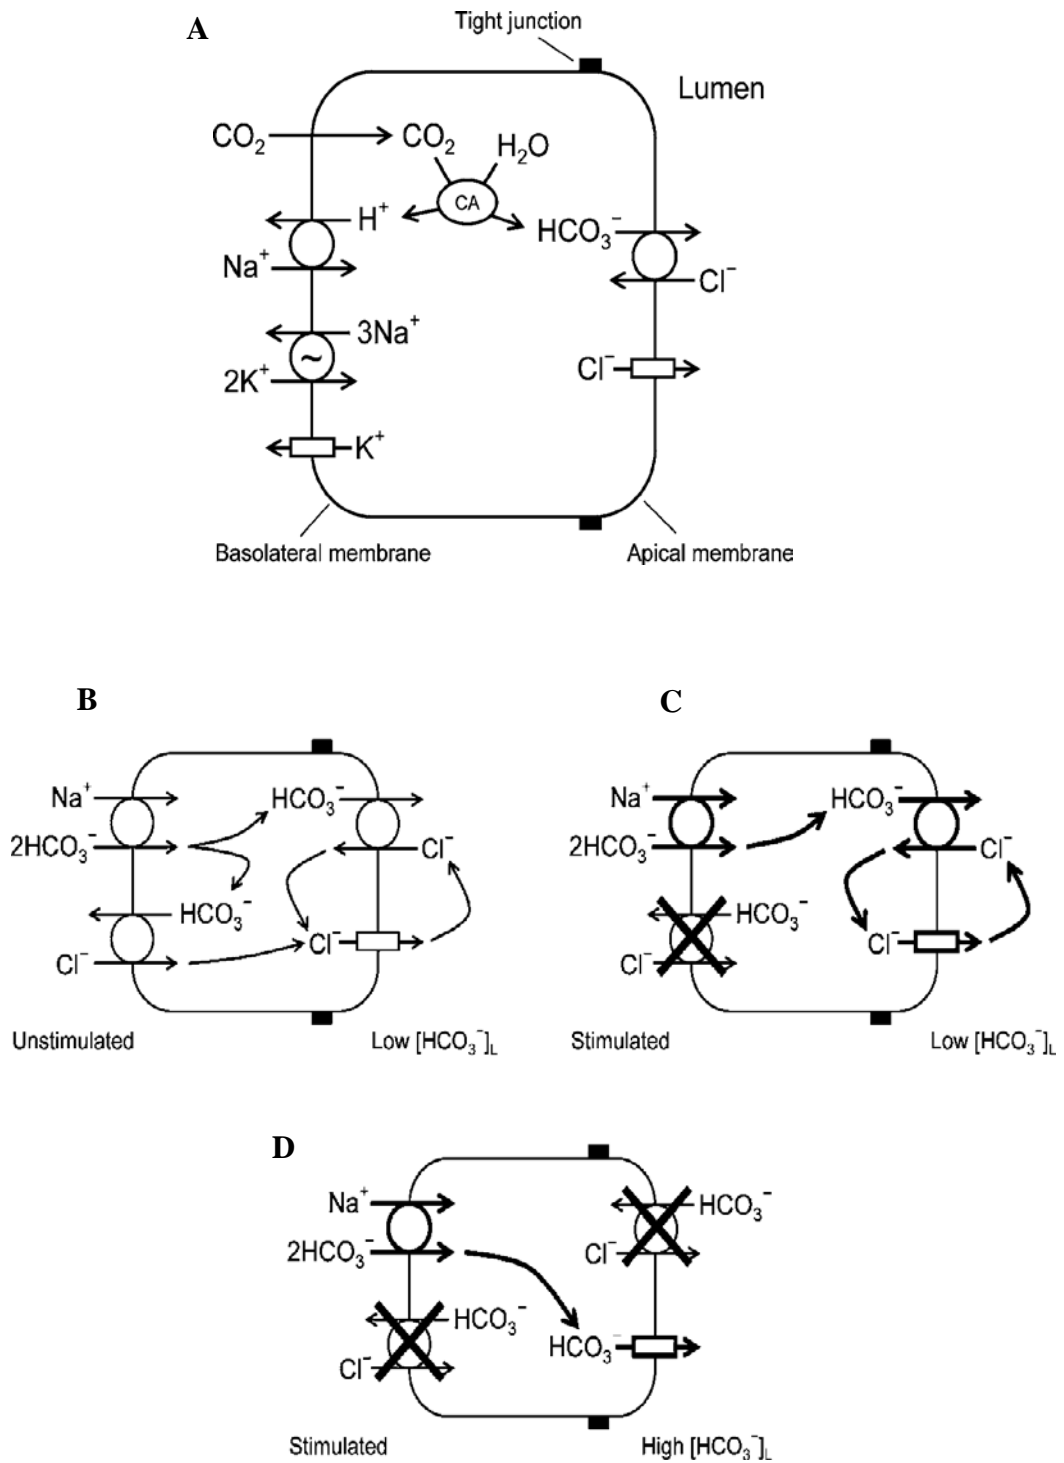 A
Tight junction
Lumen
CO₂
CO₂
H₂O
CA
H⁺
HCO₃⁻
Na⁺
Cl⁻
3Na⁺
~
2K⁺
Cl⁻
K⁺
Basolateral membrane
Apical membrane
B
Na⁺
HCO₃⁻
2HCO₃⁻
Cl⁻
HCO₃⁻
Cl⁻
Cl⁻
Unstimulated
Low [HCO₃⁻]L
C
Na⁺
HCO₃⁻
2HCO₃⁻
Cl⁻
HCO₃⁻
Cl⁻
Cl⁻
Stimulated
Low [HCO₃⁻]L
D
Na⁺
HCO₃⁻
2HCO₃⁻
Cl⁻
HCO₃⁻
HCO₃⁻
Cl⁻
Stimulated
High [HCO₃⁻]L